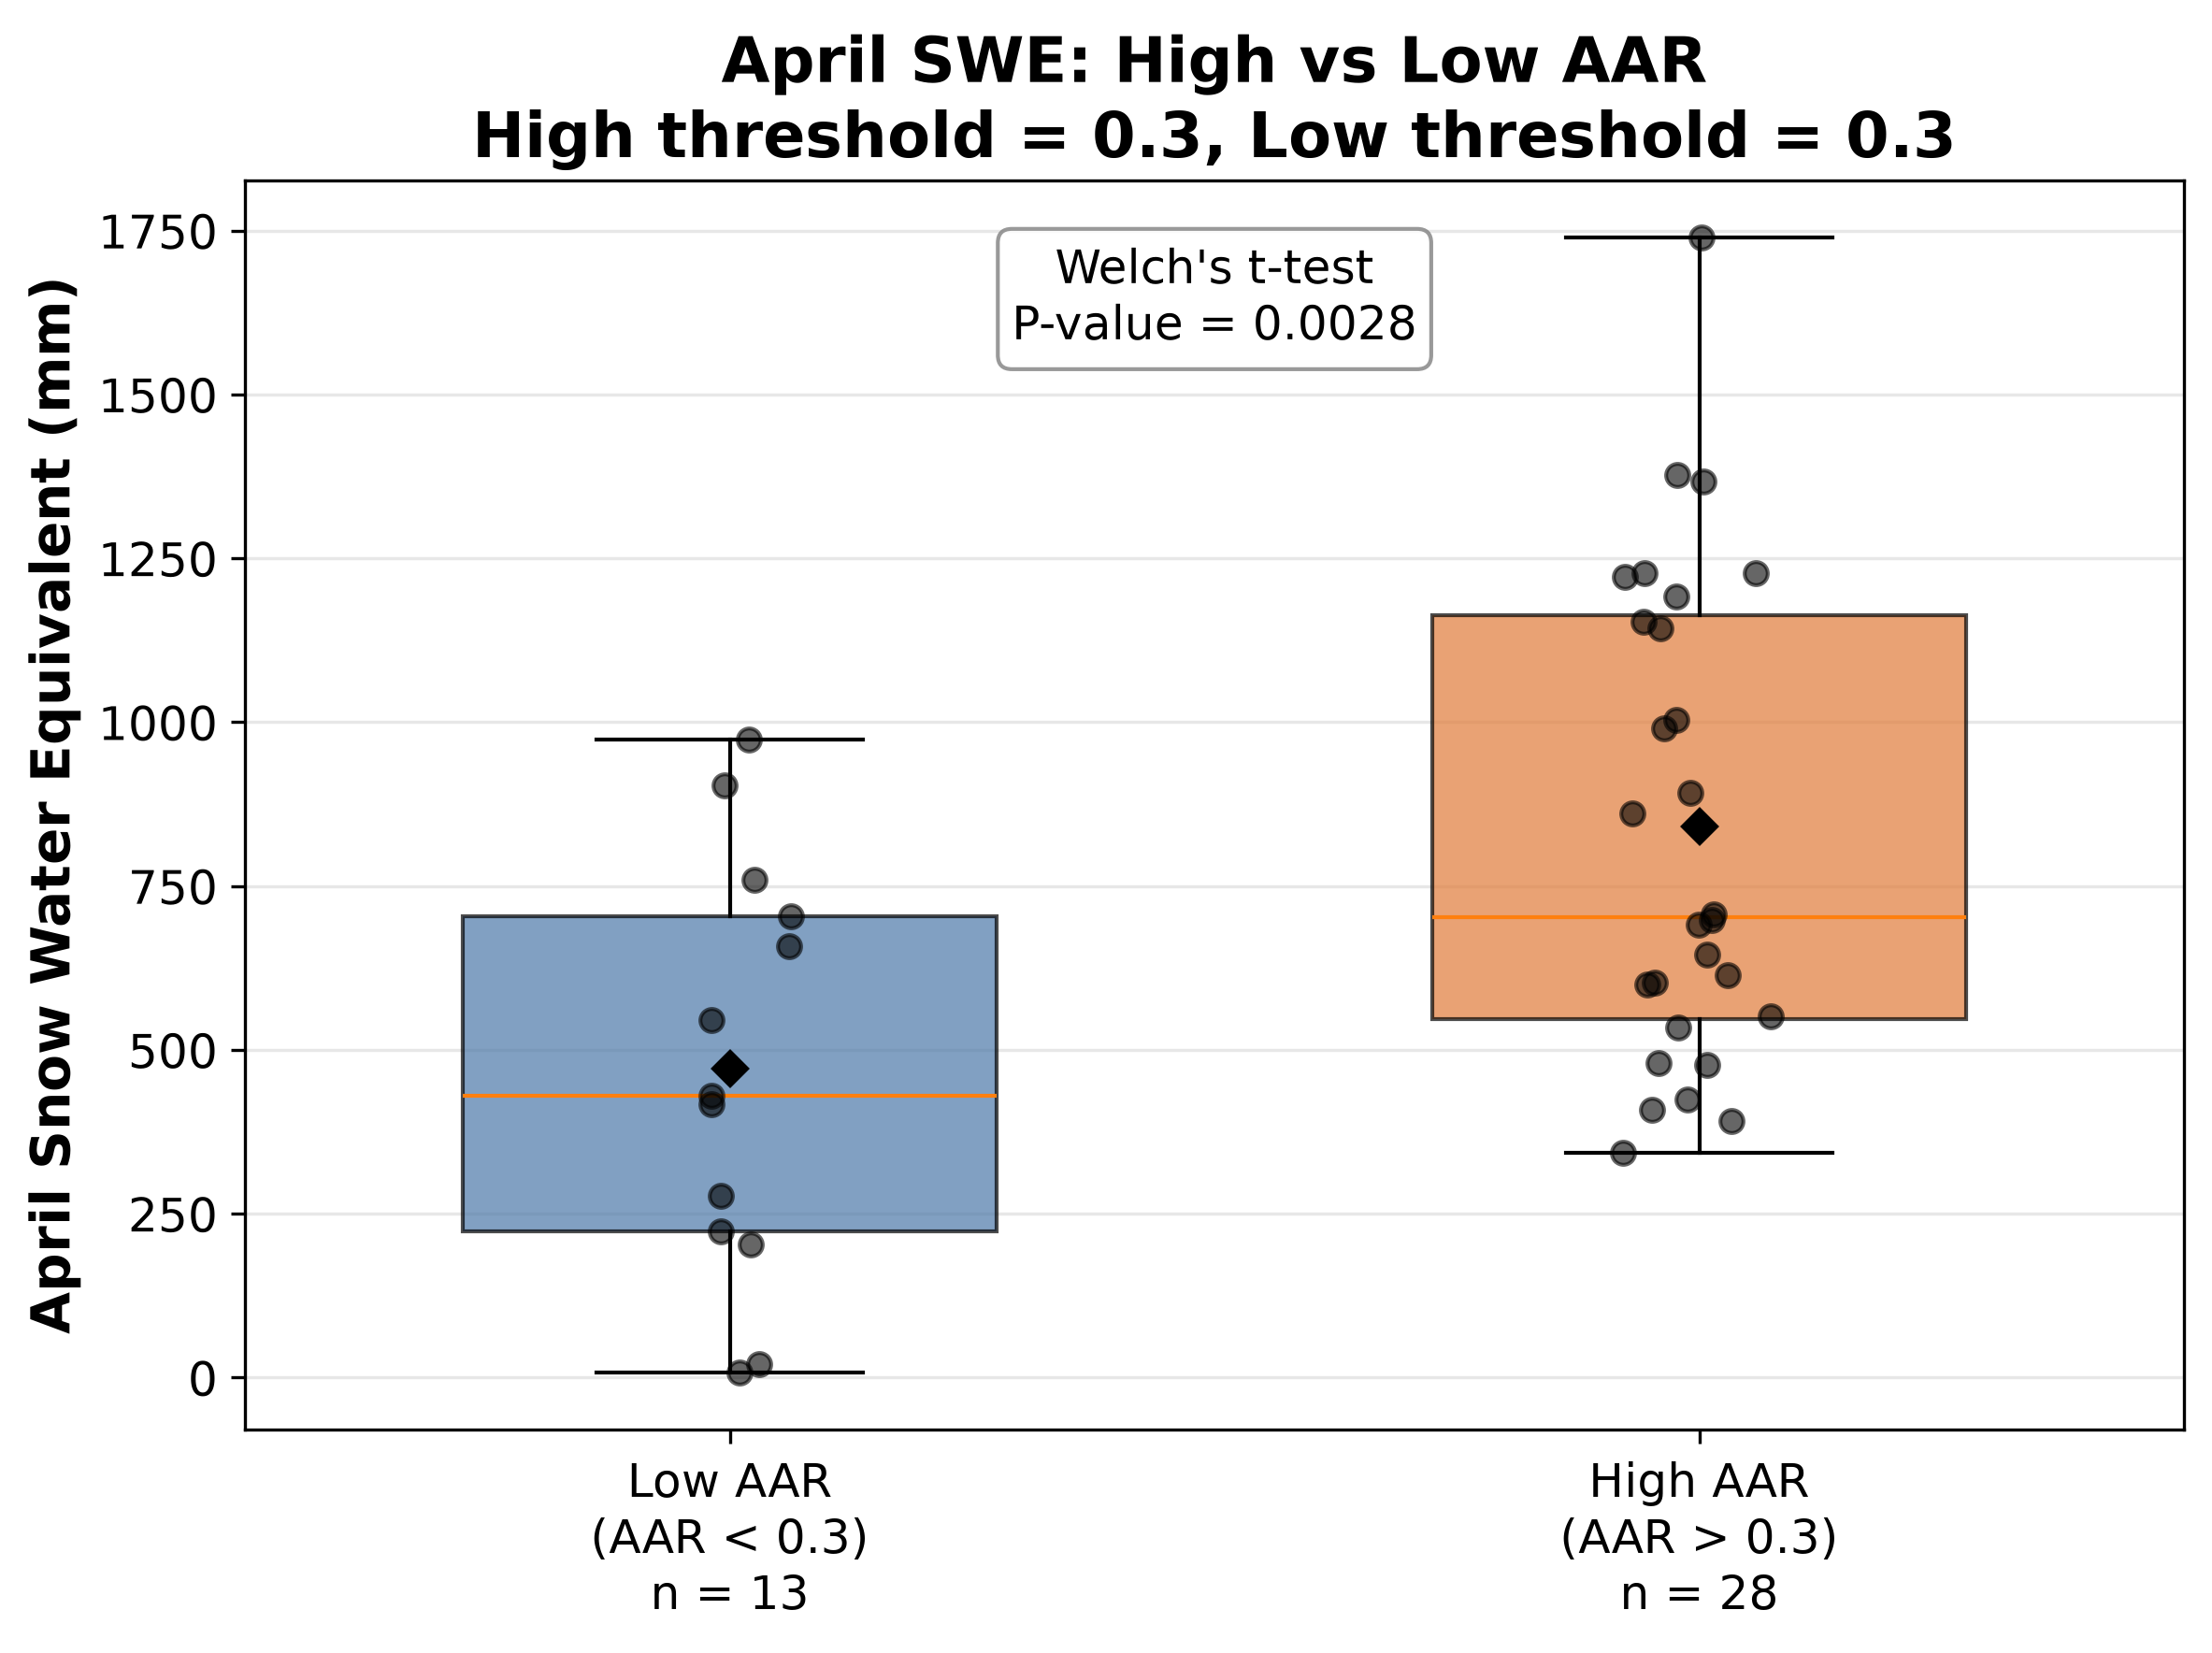 April SWE: High vs Low AAR
High threshold = 0.3, Low threshold = 0.3
Welch's t-test
P-value = 0.0028
April Snow Water Equivalent (mm)
1750
1500
1250
1000
750
500
250
0
Low AAR
(AAR < 0.3)
n = 13
High AAR
(AAR > 0.3)
n = 28